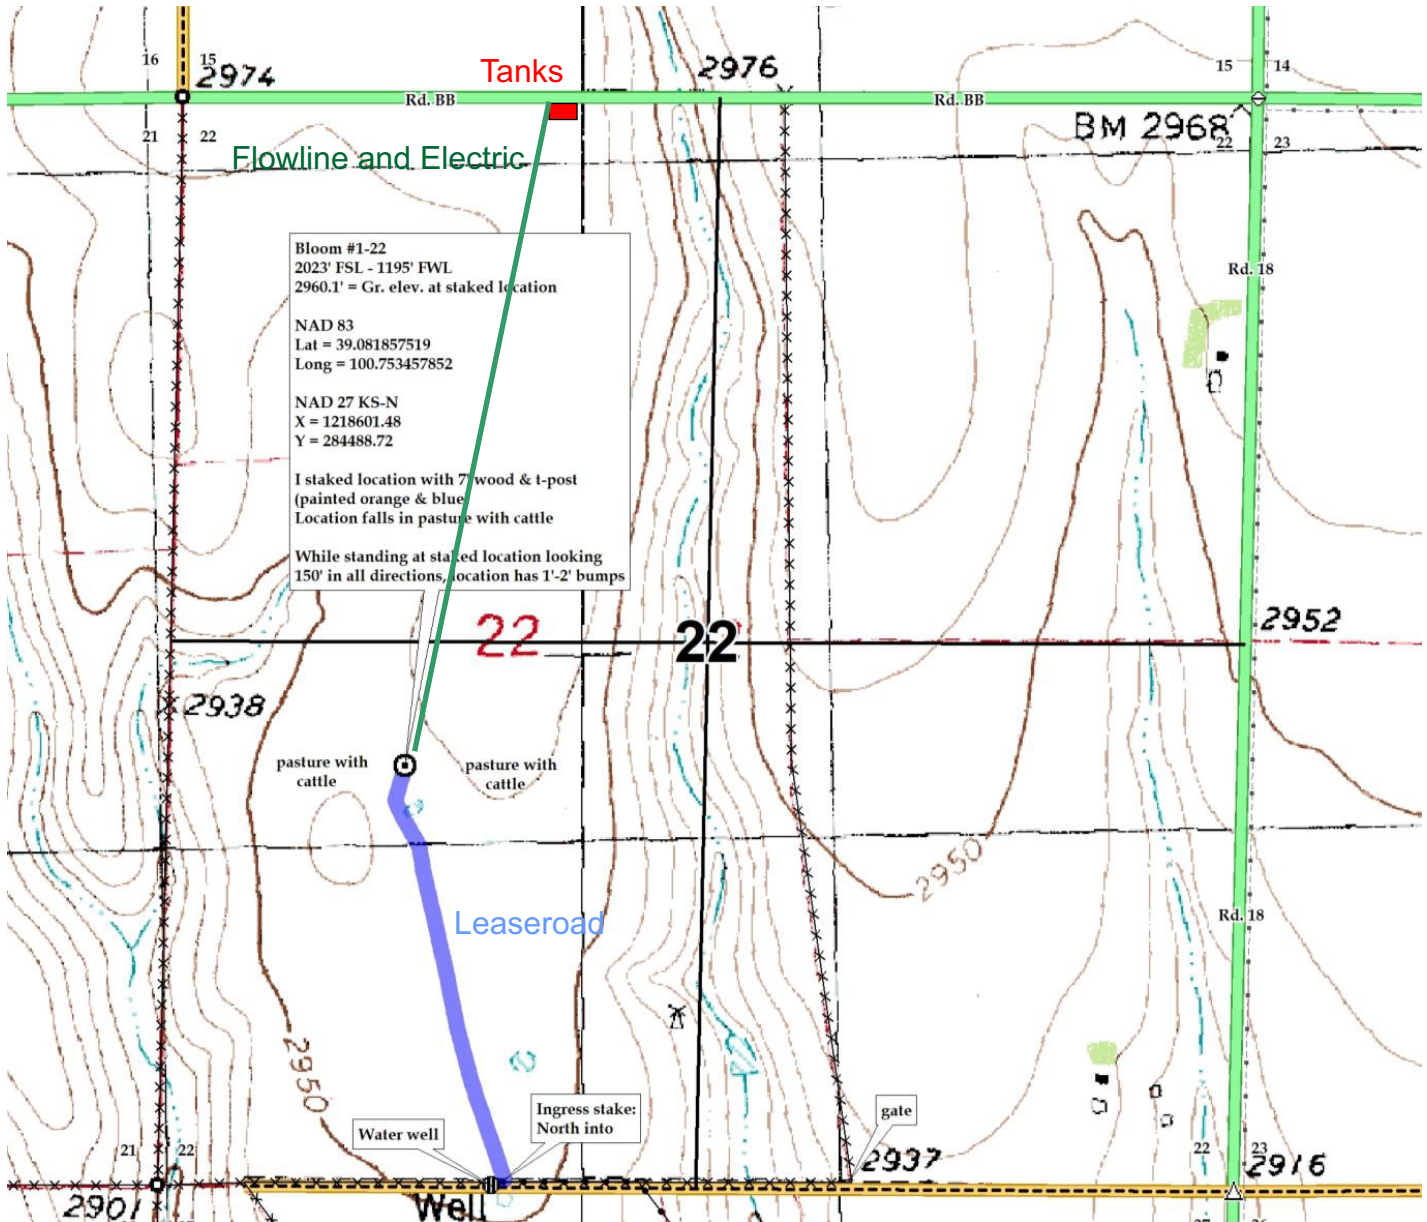 16
15
2974
Tanks
2976
15
14
Rd. BB
Rd. BB
BM 2968
21
22
22
23
Flowline and Electric
Bloom #1-22
2023' FSL - 1195' FWL
2960.1' = Gr. elev. at staked location
NAD 83
Lat = 39.081857519
Long = 100.753457852
NAD 27 KS-N
X = 1218601.48
Y = 284488.72
I staked location with 7' wood & t-post
(painted orange & blue)
Location falls in pasture with cattle
While standing at staked location looking
150' in all directions, location has 1'-2' bumps
Rd. 18
22
22
2952
2938
pasture with
cattle
pasture with
cattle
2950
Leaseroad
Rd. 18
2950
Ingress stake:
North into
Water well
gate
21
22
2937
22
23
2916
2901
Well